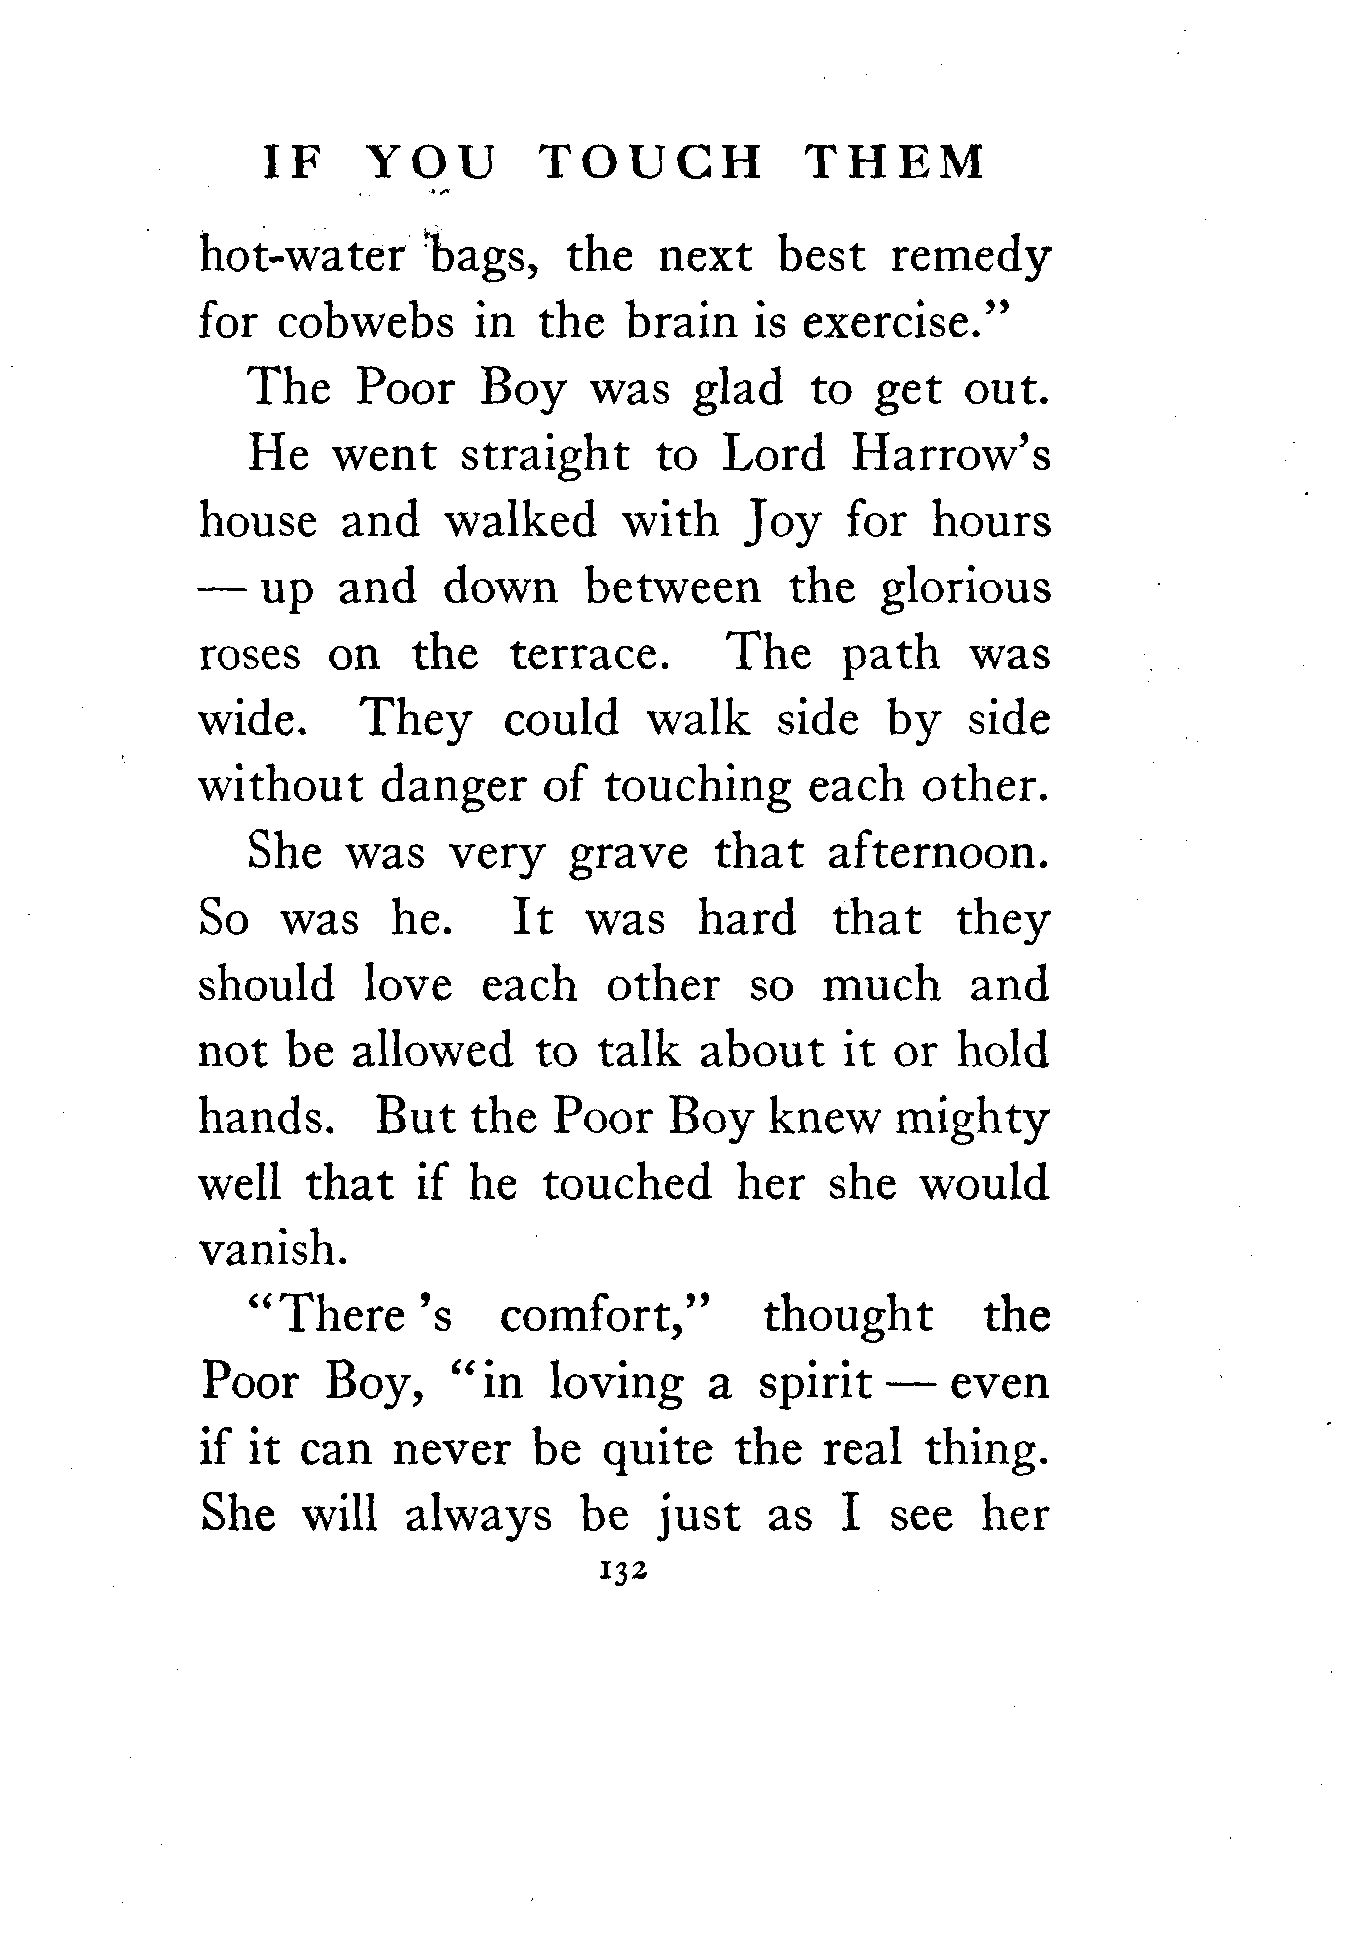 IF YOU TOUCH THEM
hot-water bags, the next best remedy
for cobwebs in the brain is exercise.”
The Poor Boy was glad to get out.
He went straight to Lord Harrow’s
house and walked with Joy for hours
— up and down between the glorious
roses on the terrace. The path was
wide. They could walk side by side
without danger of touching each other.
She was very grave that afternoon.
So was he. It was hard that they
should love each other so much and
not be allowed to talk about it or hold
hands. But the Poor Boy knew mighty
well that if he touched her she would
vanish.
“There ’s comfort,” thought the
Poor Boy, “in loving a spirit — even
if it can never be quite the real thing.
She will always be just as I see her
132